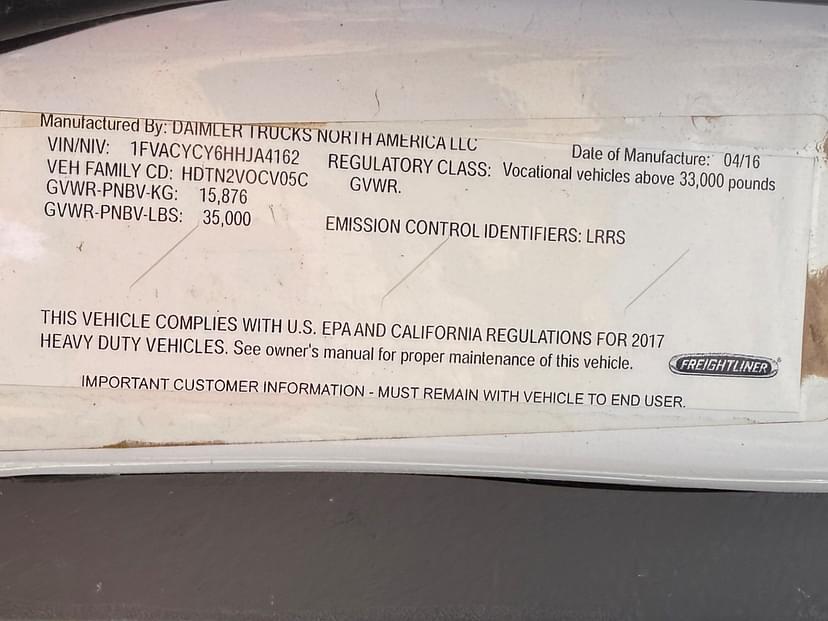 Manufactured By: DAIMLER TRUCKS NORTH AMERICA LLC
Date of Manufacture: 04/16
VIN/NIV: 1FVACYCY6HHJA4162
VEH FAMILY CD: HDTN2VOCV05C
GVWR-PNBV-KG: 15,876
GVWR-PNBV-LBS: 35,000
REGULATORY CLASS: Vocational vehicles above 33,000 pounds
GVWR.
EMISSION CONTROL IDENTIFIERS: LRRS
THIS VEHICLE COMPLIES WITH U.S. EPA AND CALIFORNIA REGULATIONS FOR 2017
HEAVY DUTY VEHICLES. See owner's manual for proper maintenance of this vehicle.
FREIGHTLINER®
IMPORTANT CUSTOMER INFORMATION - MUST REMAIN WITH VEHICLE TO END USER.